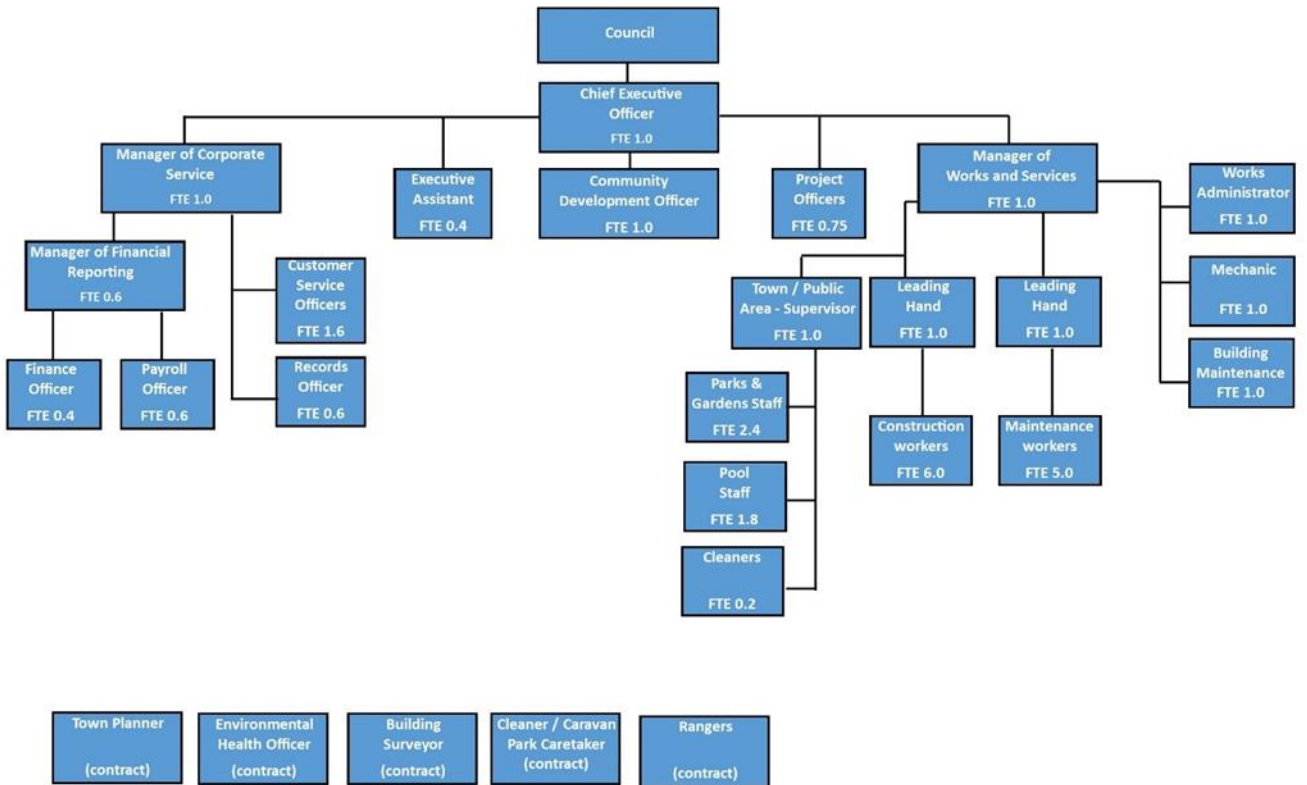 Council
Chief Executive
Officer
FTE 1.0
Manager of Corporate
Service
FTE 1.0
Executive
Assistant
FTE 0.4
Community
Development Officer
FTE 1.0
Project
Officers
FTE 0.75
Manager of
Works and Services
FTE 1.0
Works
Administrator
FTE 1.0
Manager of Financial
Reporting
FTE 0.6
Customer
Service
Officers
FTE 1.6
Town / Public
Area - Supervisor
FTE 1.0
Leading
Hand
FTE 1.0
Leading
Hand
FTE 1.0
Mechanic
FTE 1.0
Finance
Officer
FTE 0.4
Payroll
Officer
FTE 0.6
Records
Officer
FTE 0.6
Building
Maintenance
FTE 1.0
Parks &
Gardens Staff
FTE 2.4
Construction
workers
FTE 6.0
Maintenance
workers
FTE 5.0
Pool
Staff
FTE 1.8
Cleaners
FTE 0.2
Town Planner
(contract)
Environmental
Health Officer
(contract)
Building
Surveyor
(contract)
Cleaner / Caravan
Park Caretaker
(contract)
Rangers
(contract)